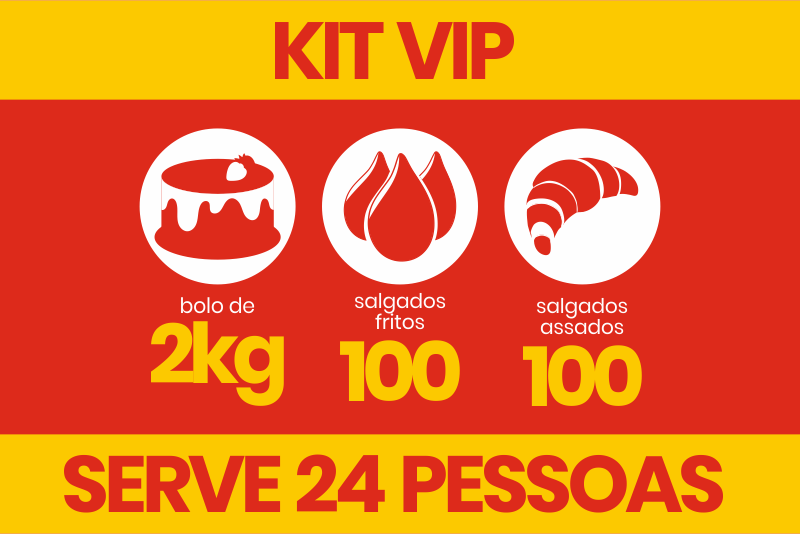 KIT VIP
bolo de
2kg
salgados
fritos
100
salgados
assados
100
SERVE 24 PESSOAS